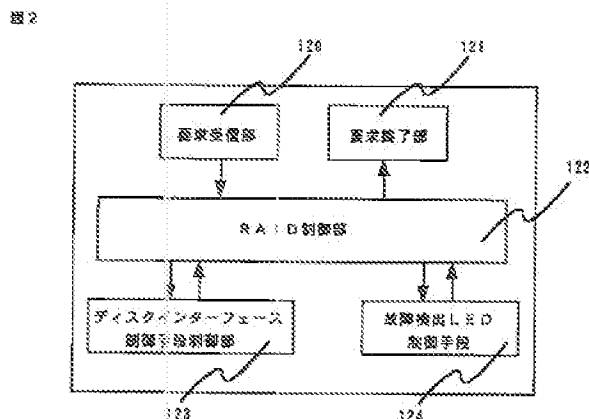 図2
120
121
要求受信部
要求終了部
122
RAID制御部
ディスクインターフェース
制御手段制御部
故障検出LED
制御手段
123
124